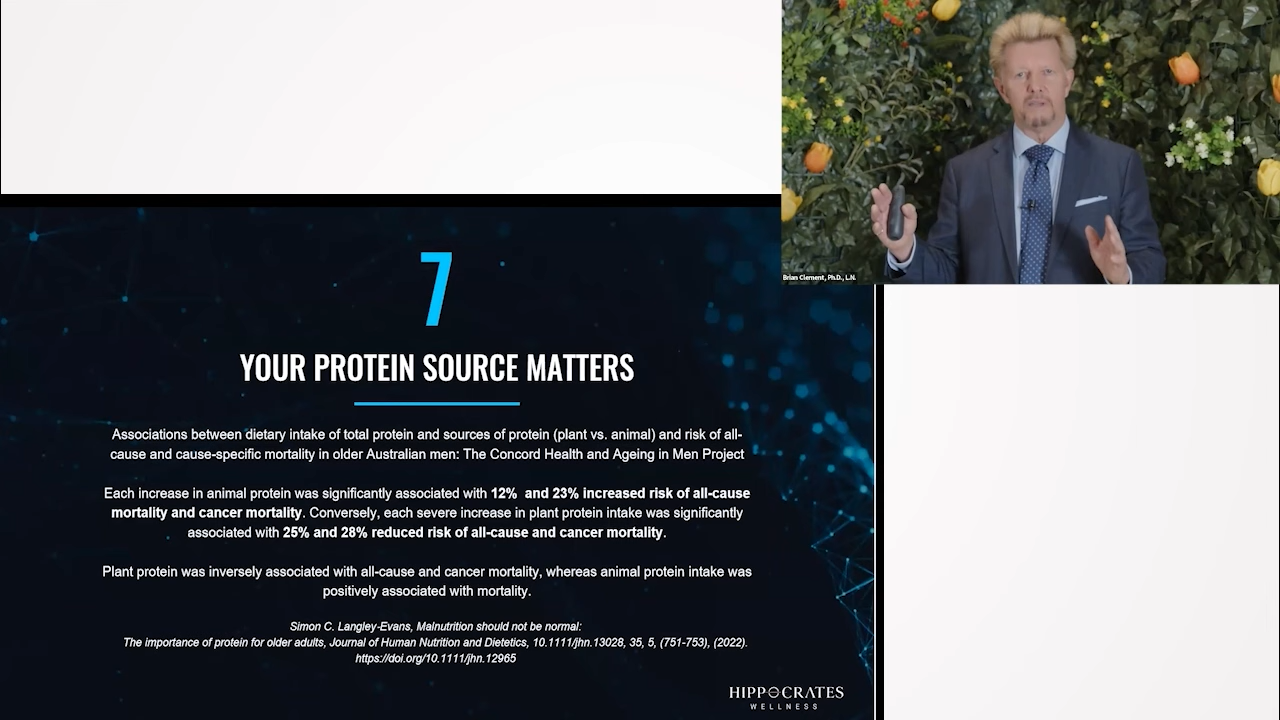 Brian Clement, Ph.D., L.N.
7
YOUR PROTEIN SOURCE MATTERS
Associations between dietary intake of total protein and sources of protein (plant vs. animal) and risk of all-
cause and cause-specific mortality in older Australian men: The Concord Health and Ageing in Men Project
Each increase in animal protein was significantly associated with 12% and 23% increased risk of all-cause
mortality and cancer mortality. Conversely, each severe increase in plant protein intake was significantly
associated with 25% and 28% reduced risk of all-cause and cancer mortality.
Plant protein was inversely associated with all-cause and cancer mortality, whereas animal protein intake was
positively associated with mortality.
Simon C. Langley-Evans, Malnutrition should not be normal:
The importance of protein for older adults, Journal of Human Nutrition and Dietetics, 10.1111/jhn.13028, 35, 5, (751-753), (2022).
https://doi.org/10.1111/jhn.12965
HIPPOCRATES
WELLNESS